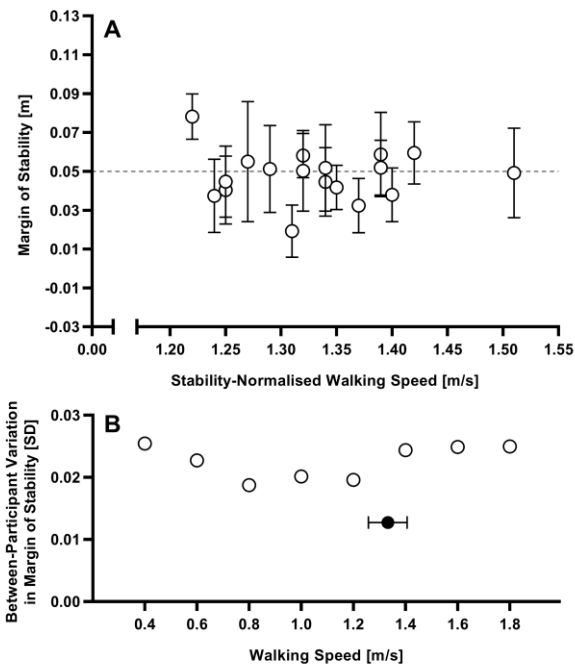 A
0.13
0.11
0.09
0.07
0.05
0.03
0.01
-0.01
-0.03
Margin of Stability [m]
0.00 1.20 1.25 1.30 1.35 1.40 1.45 1.50 1.55
Stability-Normalised Walking Speed [m/s]
B
0.03
0.02
0.01
0.00
Between-Participant Variation
in Margin of Stability [SD]
0.4 0.6 0.8 1.0 1.2 1.4 1.6 1.8
Walking Speed [m/s]